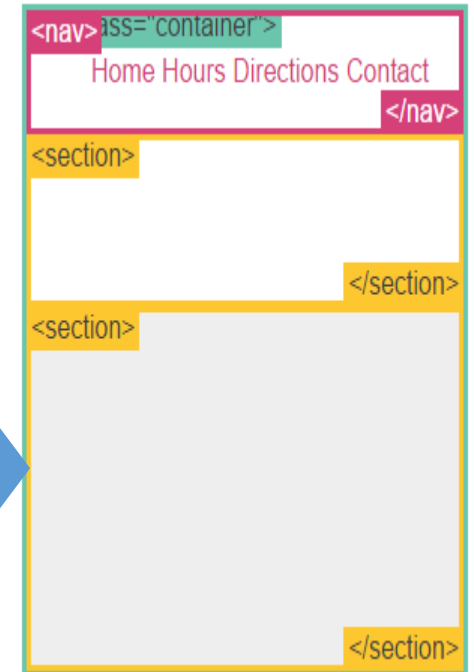 <nav> ass="container">
Home Hours Directions Contact
</nav>
<section>
</section>
<section>
</section>